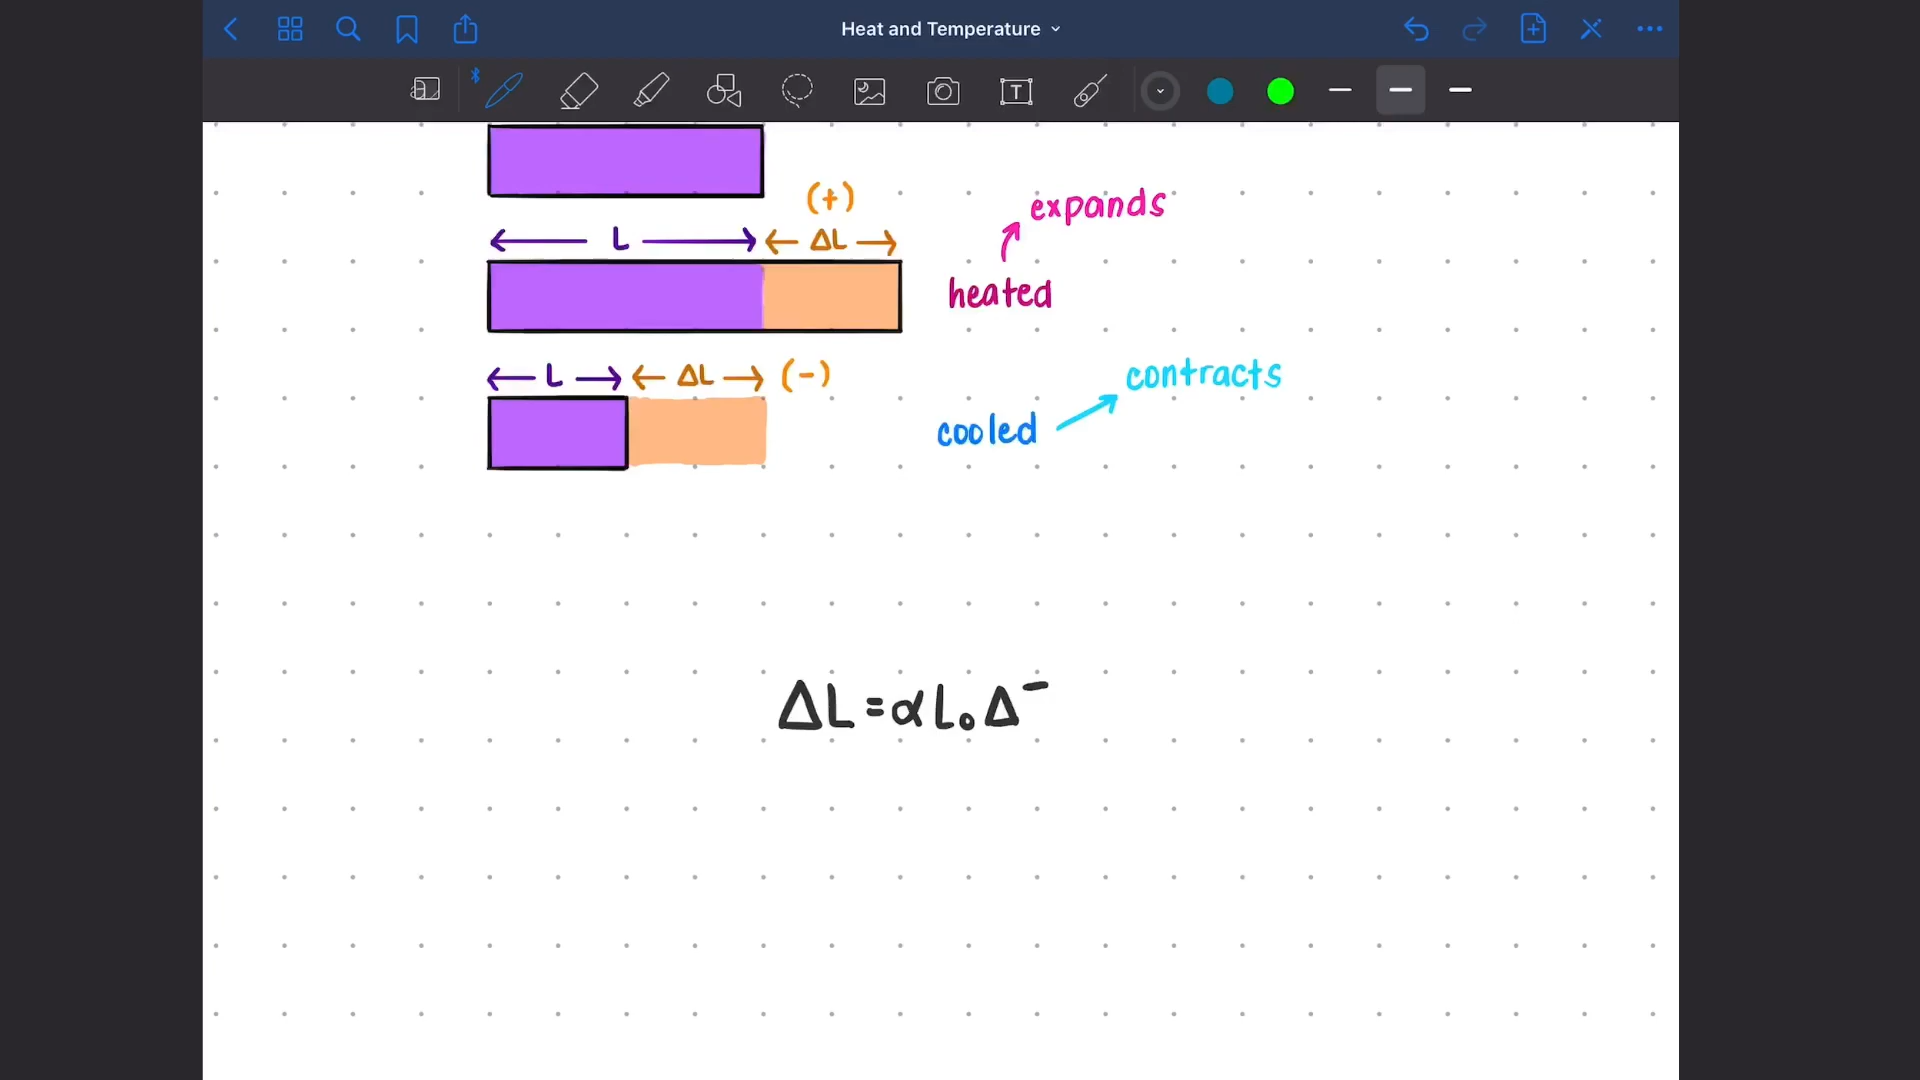 Heat and Temperature
T
(+)
expands
L ΔL
heated
L ΔL (-)
contracts
cooled
ΔL=αL₀Δ‾